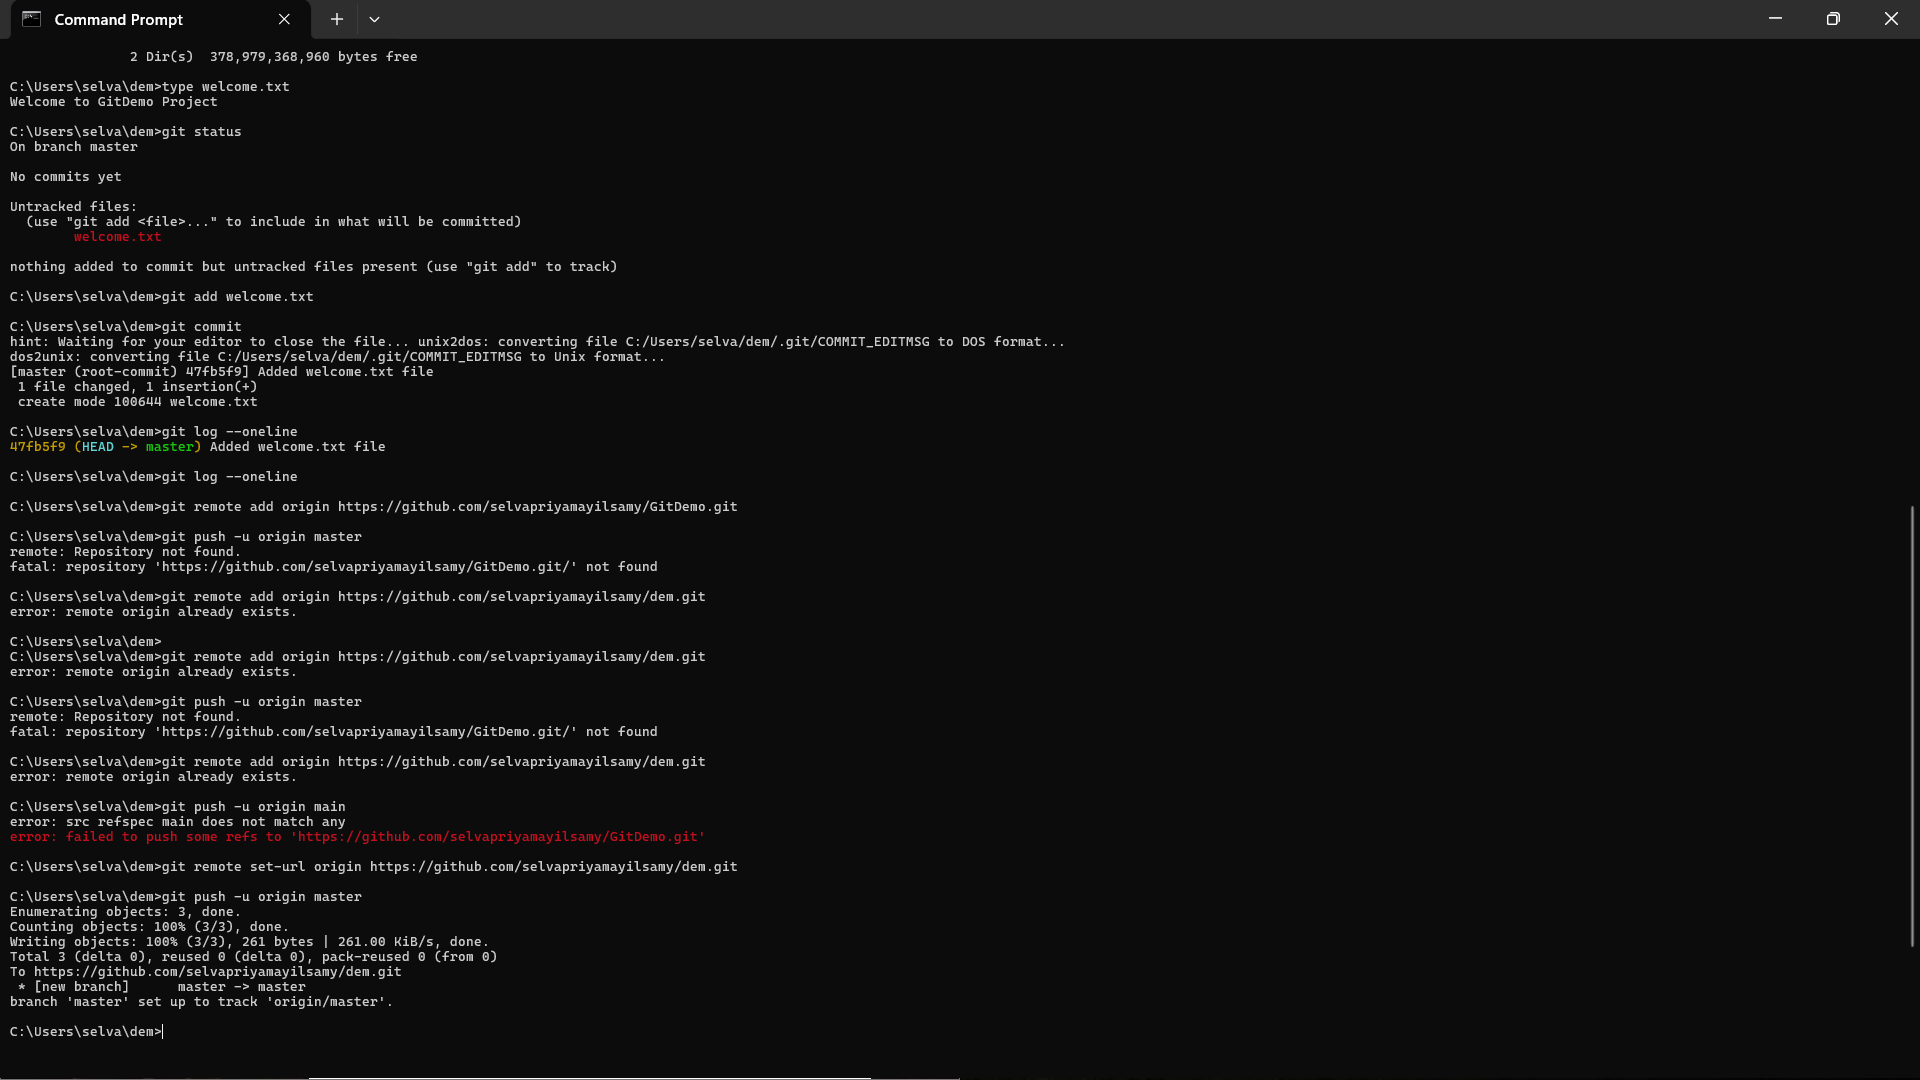 Command Prompt
               2 Dir(s)  378,979,368,960 bytes free
C:\Users\selva\dem>type welcome.txt
Welcome to GitDemo Project
C:\Users\selva\dem>git status
On branch master
No commits yet
Untracked files:
  (use "git add <file>..." to include in what will be committed)
        welcome.txt
nothing added to commit but untracked files present (use "git add" to track)
C:\Users\selva\dem>git add welcome.txt
C:\Users\selva\dem>git commit
hint: Waiting for your editor to close the file... unix2dos: converting file C:/Users/selva/dem/.git/COMMIT_EDITMSG to DOS format...
dos2unix: converting file C:/Users/selva/dem/.git/COMMIT_EDITMSG to Unix format...
[master (root-commit) 47fb5f9] Added welcome.txt file
 1 file changed, 1 insertion(+)
 create mode 100644 welcome.txt
C:\Users\selva\dem>git log --oneline
47fb5f9 (HEAD -> master) Added welcome.txt file
C:\Users\selva\dem>git log --oneline
C:\Users\selva\dem>git remote add origin https://github.com/selvapriyamayilsamy/GitDemo.git
C:\Users\selva\dem>git push -u origin master
remote: Repository not found.
fatal: repository 'https://github.com/selvapriyamayilsamy/GitDemo.git/' not found
C:\Users\selva\dem>git remote add origin https://github.com/selvapriyamayilsamy/dem.git
error: remote origin already exists.
C:\Users\selva\dem>
C:\Users\selva\dem>git remote add origin https://github.com/selvapriyamayilsamy/dem.git
error: remote origin already exists.
C:\Users\selva\dem>git push -u origin master
remote: Repository not found.
fatal: repository 'https://github.com/selvapriyamayilsamy/GitDemo.git/' not found
C:\Users\selva\dem>git remote add origin https://github.com/selvapriyamayilsamy/dem.git
error: remote origin already exists.
C:\Users\selva\dem>git push -u origin main
error: src refspec main does not match any
error: failed to push some refs to 'https://github.com/selvapriyamayilsamy/GitDemo.git'
C:\Users\selva\dem>git remote set-url origin https://github.com/selvapriyamayilsamy/dem.git
C:\Users\selva\dem>git push -u origin master
Enumerating objects: 3, done.
Counting objects: 100% (3/3), done.
Writing objects: 100% (3/3), 261 bytes | 261.00 KiB/s, done.
Total 3 (delta 0), reused 0 (delta 0), pack-reused 0 (from 0)
To https://github.com/selvapriyamayilsamy/dem.git
 * [new branch]      master -> master
branch 'master' set up to track 'origin/master'.
C:\Users\selva\dem>